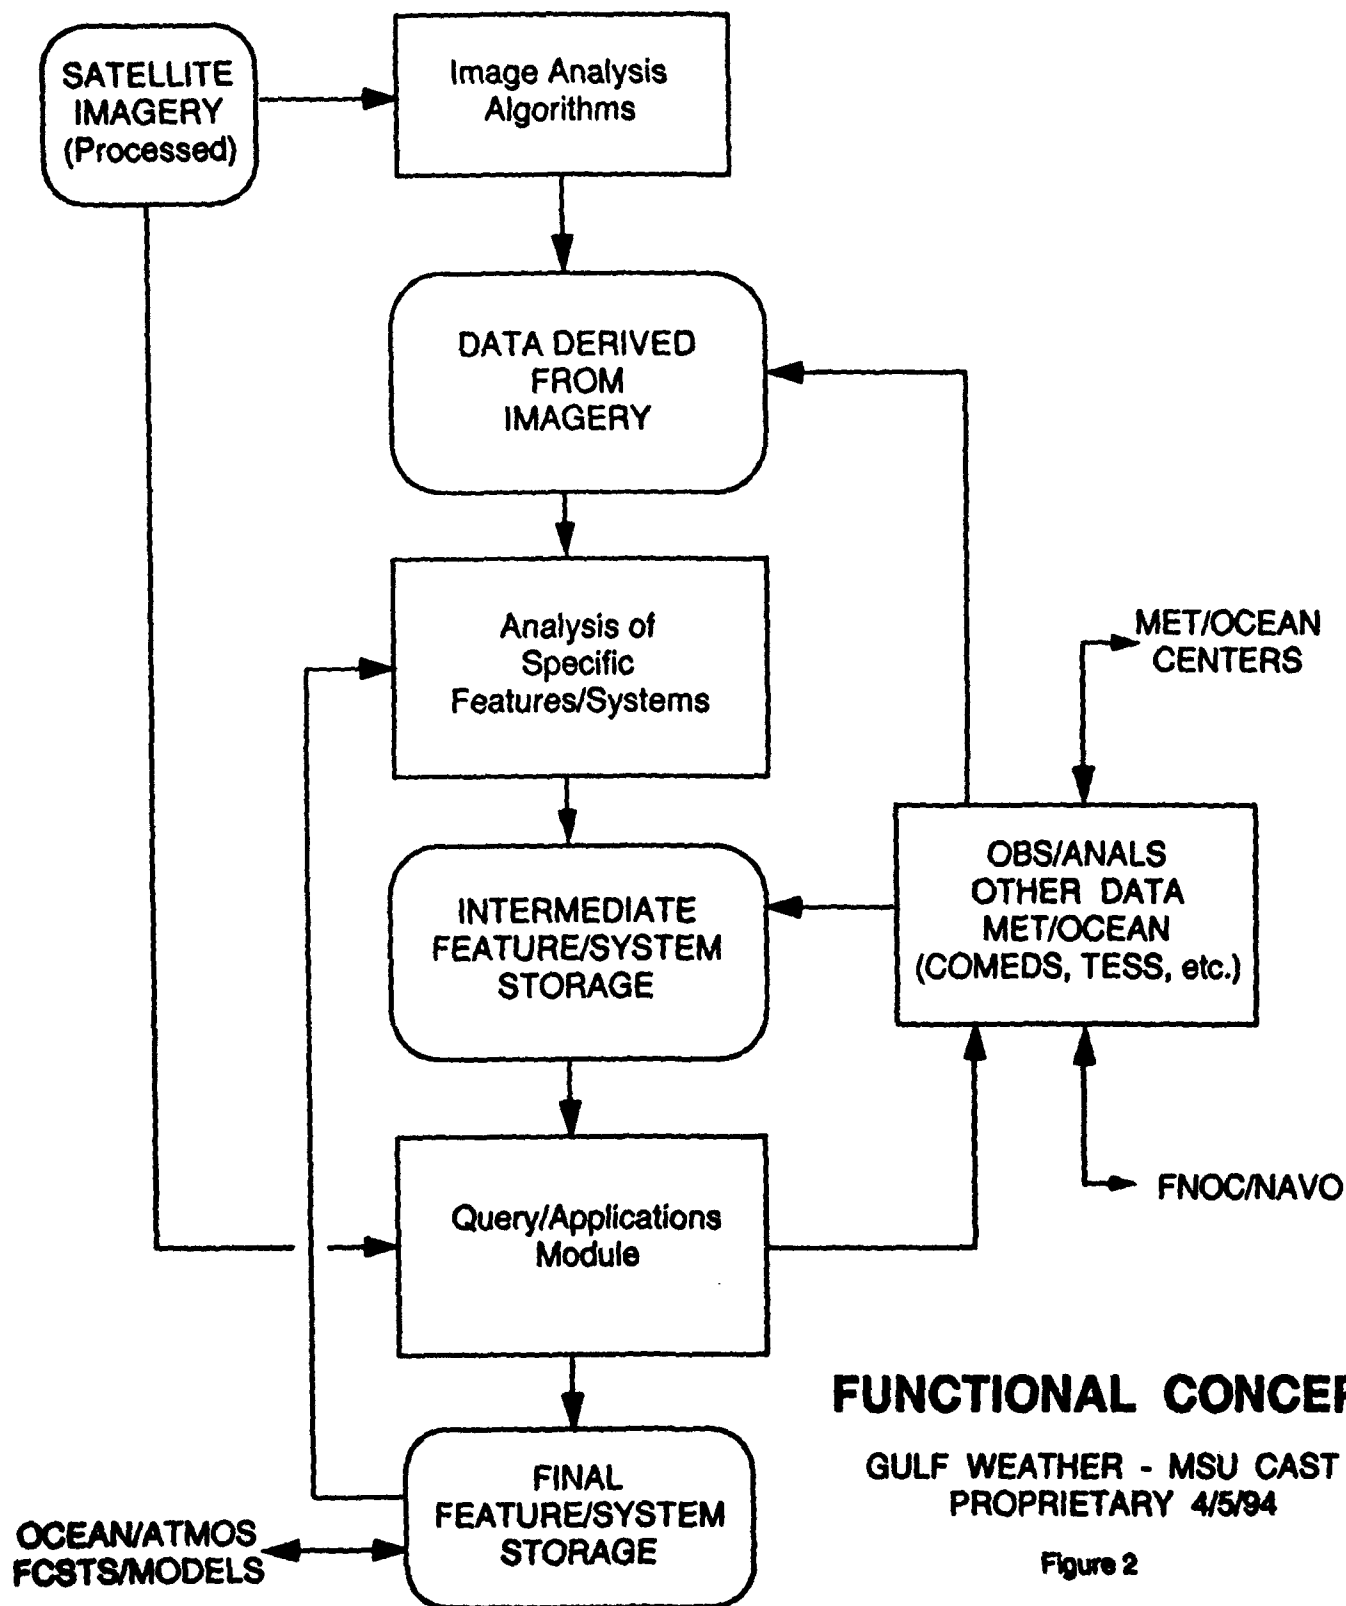 SATELLITE
IMAGERY
(Processed)
Image Analysis
Algorithms
DATA DERIVED
FROM
IMAGERY
Analysis of
Specific
Features/Systems
MET/OCEAN
CENTERS
OBS/ANALS
OTHER DATA
MET/OCEAN
(COMEDS, TESS, etc.)
INTERMEDIATE
FEATURE/SYSTEM
STORAGE
FNOC/NAVO
Query/Applications
Module
FUNCTIONAL CONCEP
GULF WEATHER - MSU CAST
PROPRIETARY 4/5/94
Figure 2
FINAL
FEATURE/SYSTEM
STORAGE
OCEAN/ATMOS
FCSTS/MODELS